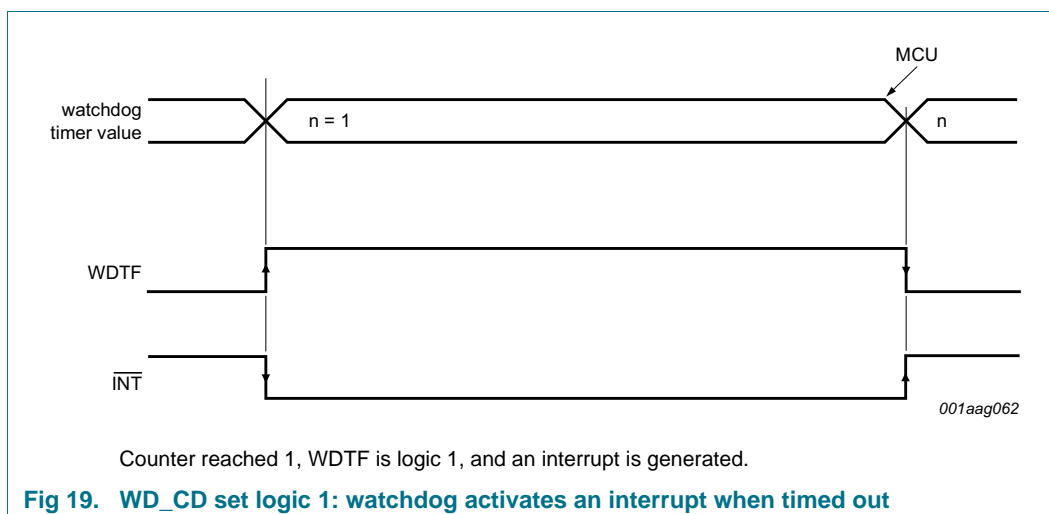 MCU
watchdog
timer value
n = 1
n
WDTF
INT
001aag062
Counter reached 1, WDTF is logic 1, and an interrupt is generated.
Fig 19. WD_CD set logic 1: watchdog activates an interrupt when timed out